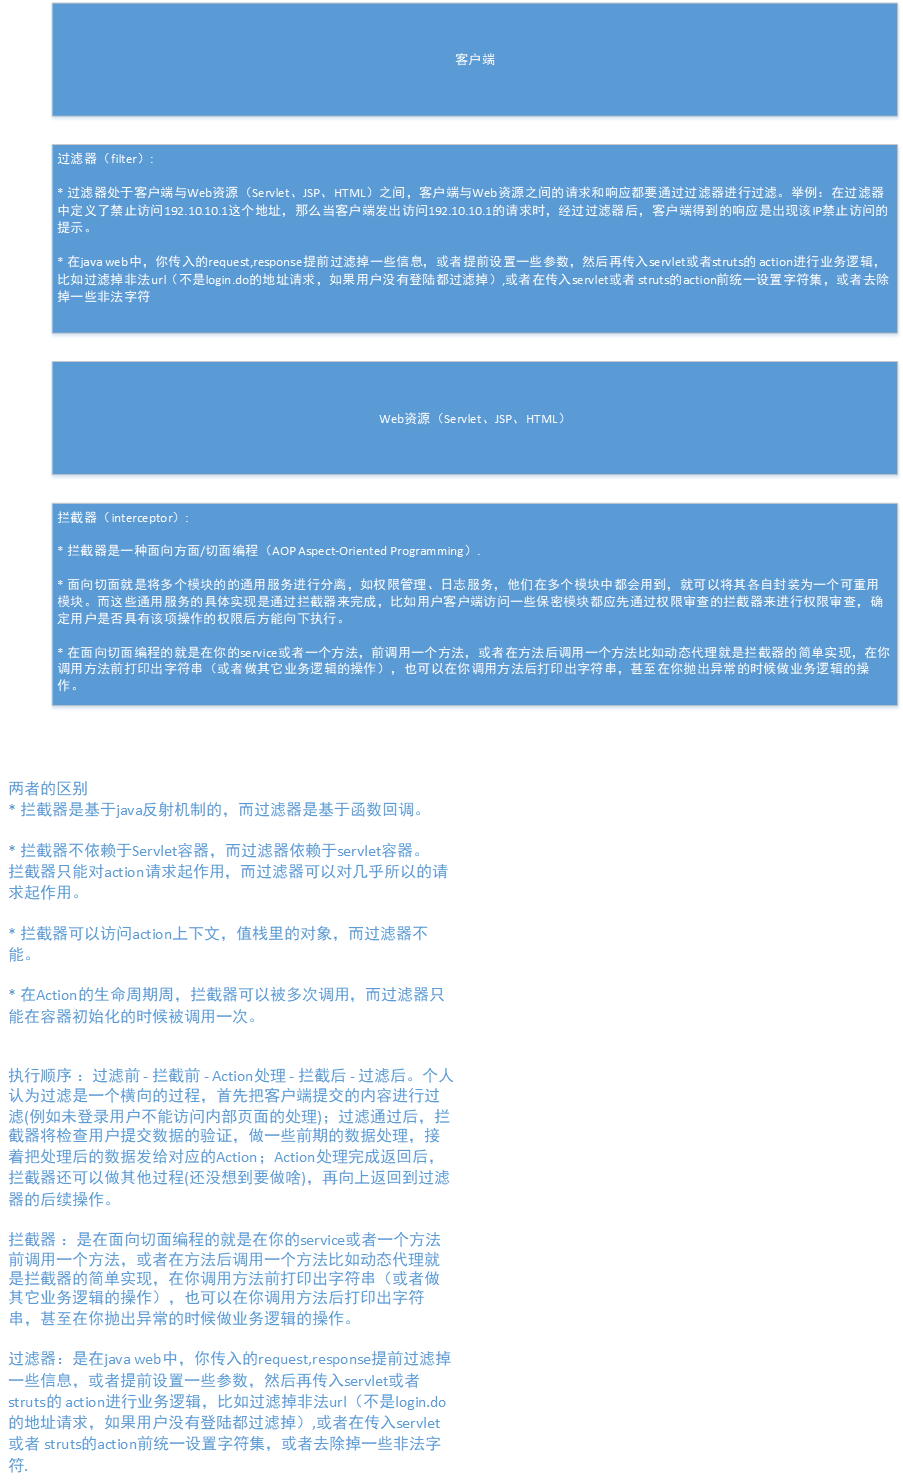 客户端
过滤器（filter）:
* 过滤器处于客户端与Web资源（Servlet、JSP、HTML）之间，客户端与Web资源之间的请求和响应都要通过过滤器进行过滤。举例：在过滤器
中定义了禁止访问192.10.10.1这个地址，那么当客户端发出访问192.10.10.1的请求时，经过过滤器后，客户端得到的响应是出现该IP禁止访问的
提示。
* 在java web中，你传入的request,response提前过滤掉一些信息，或者提前设置一些参数，然后再传入servlet或者struts的 action进行业务逻辑，
比如过滤掉非法url（不是login.do的地址请求，如果用户没有登陆都过滤掉）,或者在传入servlet或者 struts的action前统一设置字符集，或者去除
掉一些非法字符
Web资源（Servlet、JSP、HTML）
拦截器（interceptor）:
* 拦截器是一种面向方面/切面编程（AOP Aspect-Oriented Programming）.
* 面向切面就是将多个模块的的通用服务进行分离，如权限管理、日志服务，他们在多个模块中都会用到，就可以将其各自封装为一个可重用
模块。而这些通用服务的具体实现是通过拦截器来完成，比如用户客户端访问一些保密模块都应先通过权限审查的拦截器来进行权限审查，确
定用户是否具有该项操作的权限后方能向下执行。
* 在面向切面编程的就是在你的service或者一个方法，前调用一个方法，或者在方法后调用一个方法比如动态代理就是拦截器的简单实现，在你
调用方法前打印出字符串（或者做其它业务逻辑的操作），也可以在你调用方法后打印出字符串，甚至在你抛出异常的时候做业务逻辑的操
作。
两者的区别
* 拦截器是基于java反射机制的，而过滤器是基于函数回调。
* 拦截器不依赖于Servlet容器，而过滤器依赖于servlet容器。
拦截器只能对action请求起作用，而过滤器可以对几乎所以的请
求起作用。
* 拦截器可以访问action上下文，值栈里的对象，而过滤器不
能。
* 在Action的生命周期周，拦截器可以被多次调用，而过滤器只
能在容器初始化的时候被调用一次。
执行顺序 ：过滤前 - 拦截前 - Action处理 - 拦截后 - 过滤后。个人
认为过滤是一个横向的过程，首先把客户端提交的内容进行过
滤(例如未登录用户不能访问内部页面的处理)；过滤通过后，拦
截器将检查用户提交数据的验证，做一些前期的数据处理，接
着把处理后的数据发给对应的Action；Action处理完成返回后，
拦截器还可以做其他过程(还没想到要做啥)，再向上返回到过滤
器的后续操作。
拦截器 ：是在面向切面编程的就是在你的service或者一个方法
前调用一个方法，或者在方法后调用一个方法比如动态代理就
是拦截器的简单实现，在你调用方法前打印出字符串（或者做
其它业务逻辑的操作），也可以在你调用方法后打印出字符
串，甚至在你抛出异常的时候做业务逻辑的操作。
过滤器：是在java web中，你传入的request,response提前过滤掉
一些信息，或者提前设置一些参数，然后再传入servlet或者
struts的 action进行业务逻辑，比如过滤掉非法url（不是login.do
的地址请求，如果用户没有登陆都过滤掉）,或者在传入servlet
或者 struts的action前统一设置字符集，或者去除掉一些非法字
符.